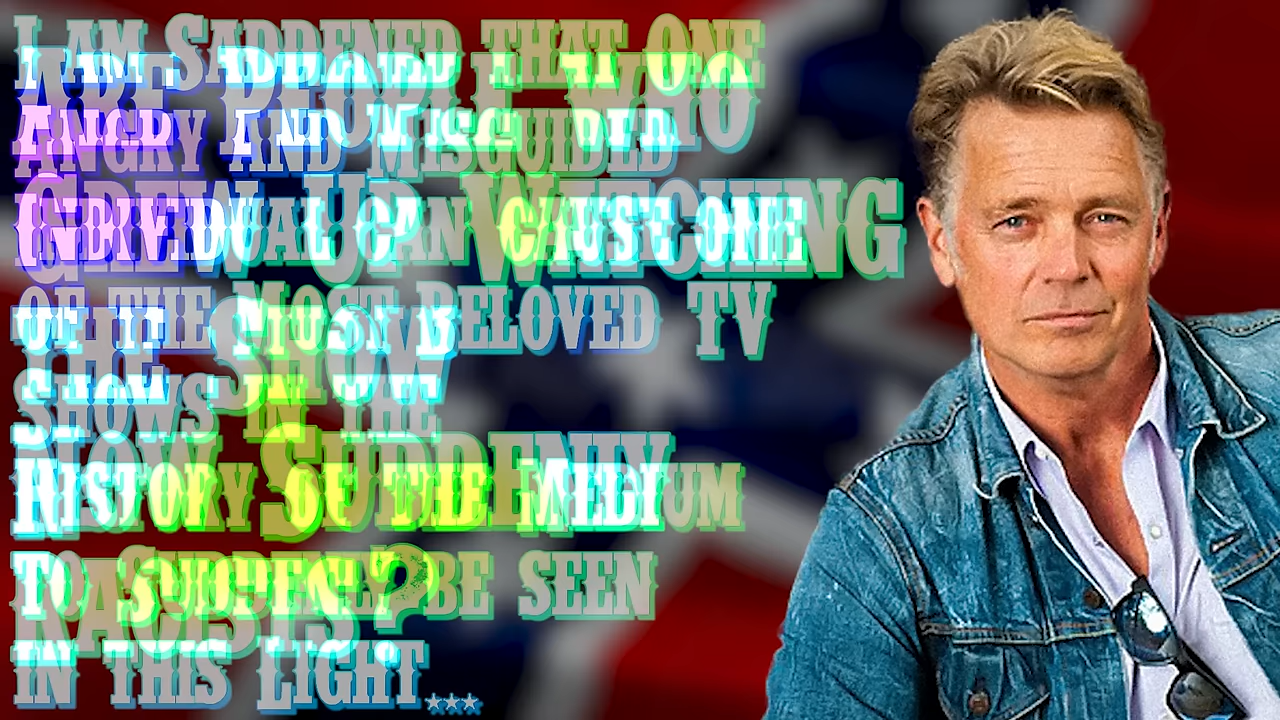 I am Saddened that one
Angry and Misguided
Individual Can cause one
of the Most Beloved TV
Shows in the
History of the Medium
to Suddenly be seen
in this Light...
Are People Who
Grew Up Watching
the Show
Now Suddenly
Racists?